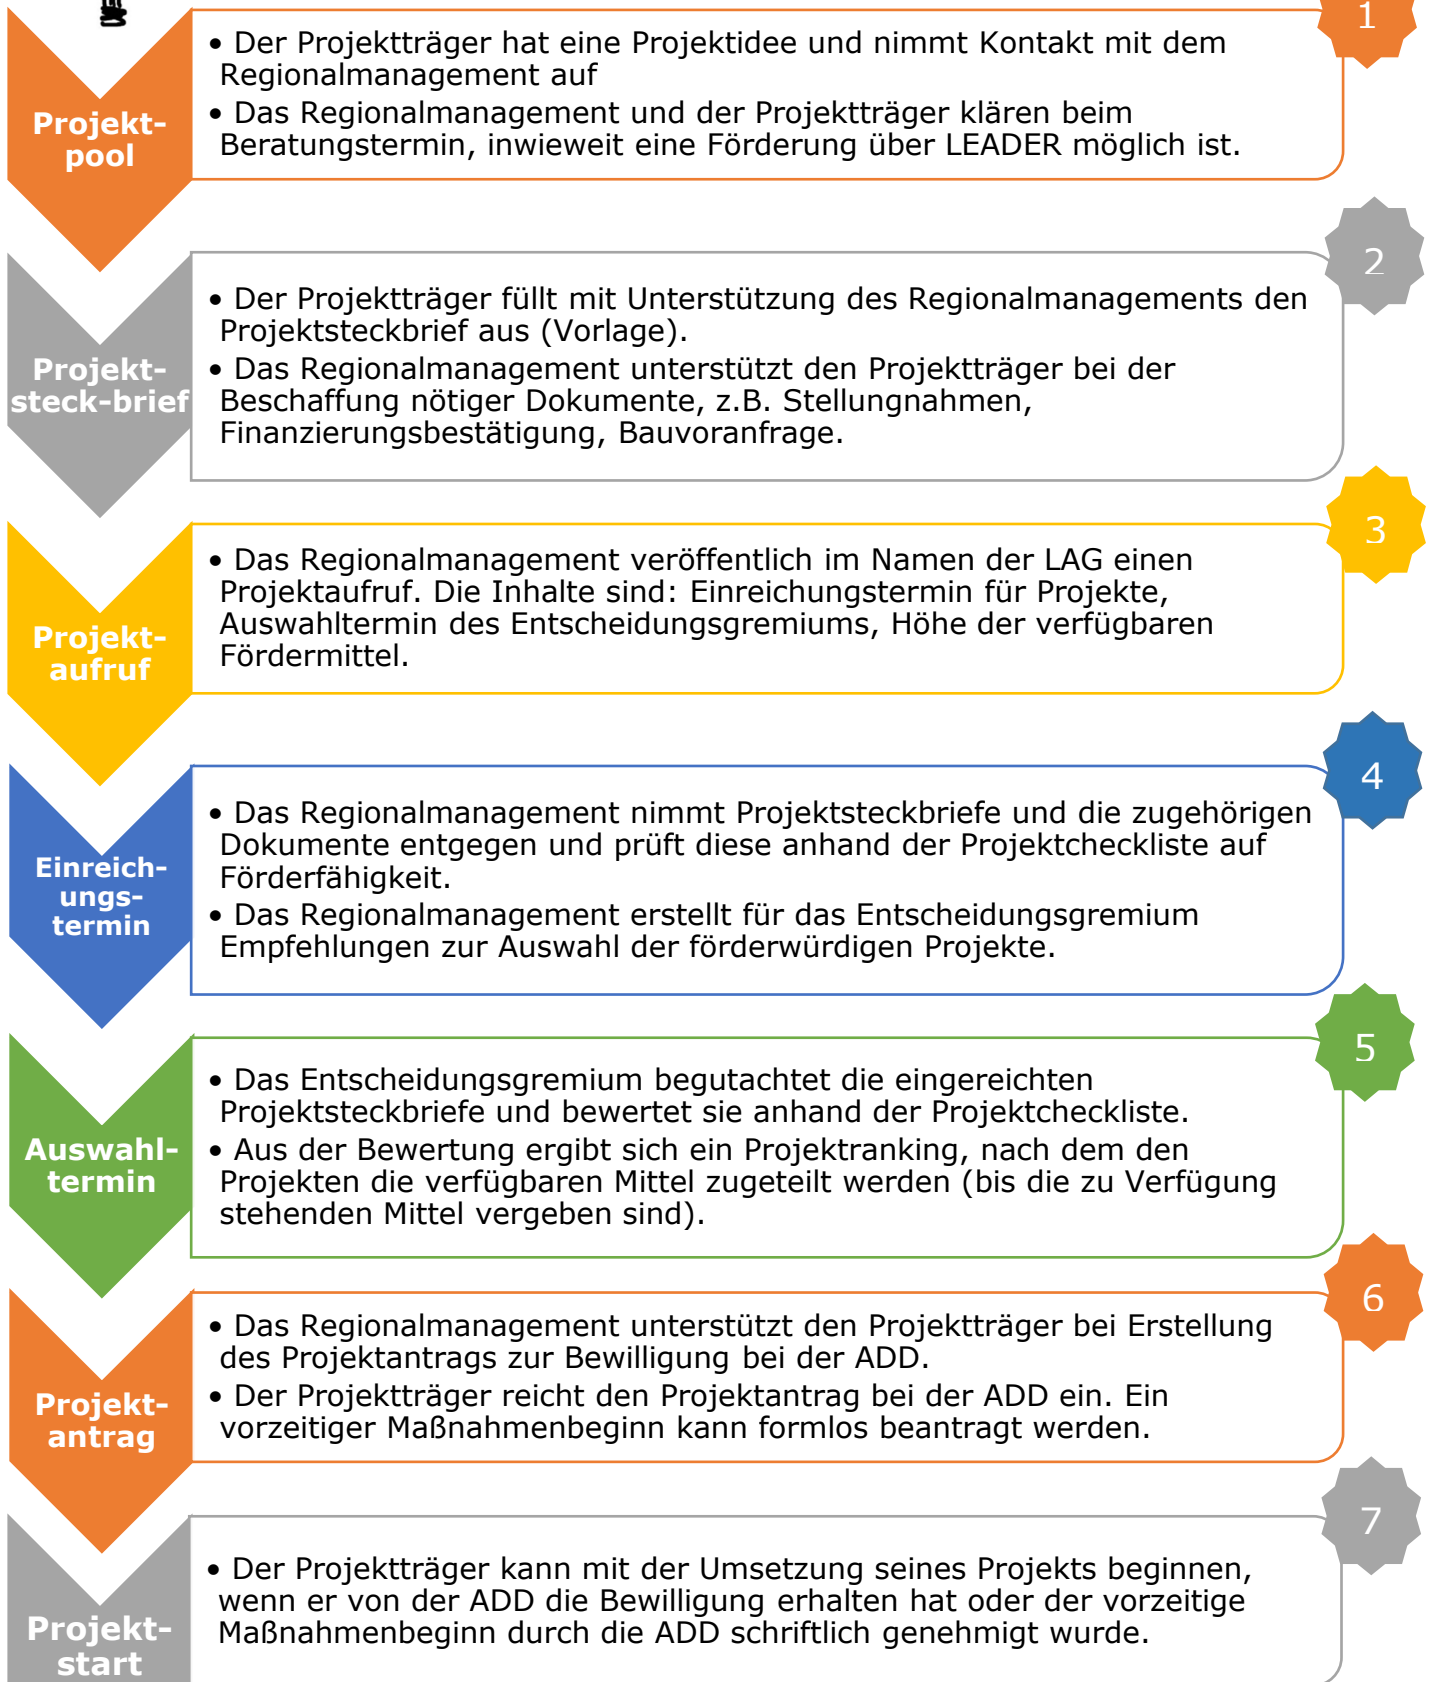 1
Projekt-
pool
• Der Projektträger hat eine Projektidee und nimmt Kontakt mit dem
Regionalmanagement auf
• Das Regionalmanagement und der Projektträger klären beim
Beratungstermin, inwieweit eine Förderung über LEADER möglich ist.
2
Projekt-
steck-brief
• Der Projektträger füllt mit Unterstützung des Regionalmanagements den
Projektsteckbrief aus (Vorlage).
• Das Regionalmanagement unterstützt den Projektträger bei der
Beschaffung nötiger Dokumente, z.B. Stellungnahmen,
Finanzierungsbestätigung, Bauvoranfrage.
3
Projekt-
aufruf
• Das Regionalmanagement veröffentlich im Namen der LAG einen
Projektaufruf. Die Inhalte sind: Einreichungstermin für Projekte,
Auswahltermin des Entscheidungsgremiums, Höhe der verfügbaren
Fördermittel.
4
Einreich-
ungs-
termin
• Das Regionalmanagement nimmt Projektsteckbriefe und die zugehörigen
Dokumente entgegen und prüft diese anhand der Projektcheckliste auf
Förderfähigkeit.
• Das Regionalmanagement erstellt für das Entscheidungsgremium
Empfehlungen zur Auswahl der förderwürdigen Projekte.
5
Auswahl-
termin
• Das Entscheidungsgremium begutachtet die eingereichten
Projektsteckbriefe und bewertet sie anhand der Projektcheckliste.
• Aus der Bewertung ergibt sich ein Projektranking, nach dem den
Projekten die verfügbaren Mittel zugeteilt werden (bis die zu Verfügung
stehenden Mittel vergeben sind).
6
Projekt-
antrag
• Das Regionalmanagement unterstützt den Projektträger bei Erstellung
des Projektantrags zur Bewilligung bei der ADD.
• Der Projektträger reicht den Projektantrag bei der ADD ein. Ein
vorzeitiger Maßnahmenbeginn kann formlos beantragt werden.
7
Projekt-
start
• Der Projektträger kann mit der Umsetzung seines Projekts beginnen,
wenn er von der ADD die Bewilligung erhalten hat oder der vorzeitige
Maßnahmenbeginn durch die ADD schriftlich genehmigt wurde.